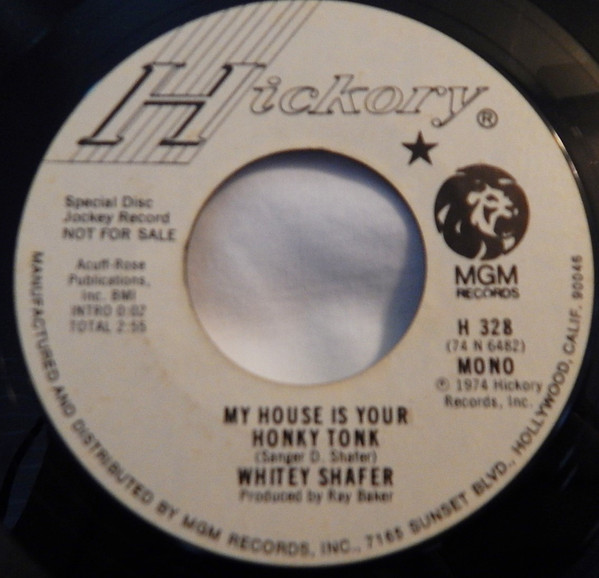 Hickory®
Special Disc
Jockey Record
NOT FOR SALE
Acuff-Rose
Publications,
Inc. BMI
INTRO 0:02
TOTAL 2:55
MGM
RECORDS
H 328
(74 N 6482)
MONO
℗ 1974 Hickory
Records, Inc.
MY HOUSE IS YOUR
HONKY TONK
(Sanger D. Shafer)
WHITEY SHAFER
Produced by Ray Baker
MANUFACTURED AND DISTRIBUTED BY MGM RECORDS, INC., 7165 SUNSET BLVD., HOLLYWOOD, CALIF. 90046